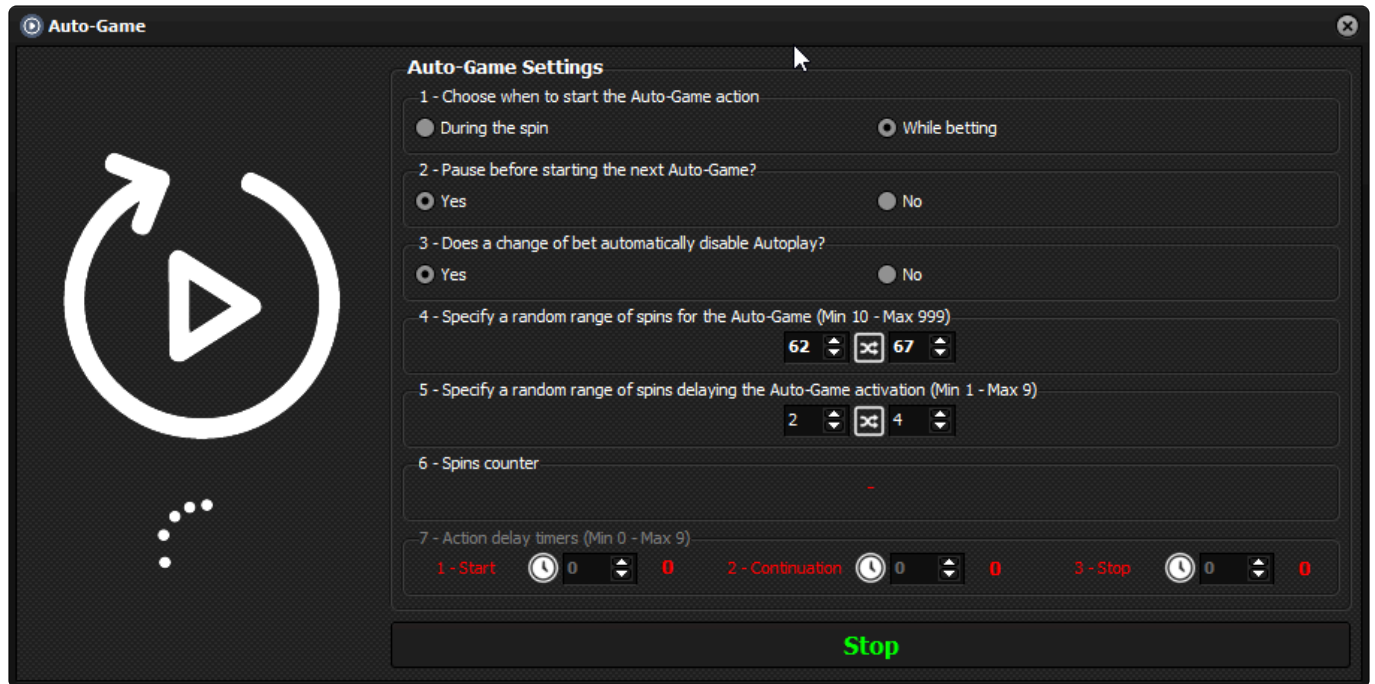 Auto-Game
Auto-Game Settings
1 - Choose when to start the Auto-Game action
During the spin While betting
2 - Pause before starting the next Auto-Game?
Yes No
3 - Does a change of bet automatically disable Autoplay?
Yes No
4 - Specify a random range of spins for the Auto-Game (Min 10 - Max 999)
62 67
5 - Specify a random range of spins delaying the Auto-Game activation (Min 1 - Max 9)
2 4
6 - Spins counter
-
7 - Action delay timers (Min 0 - Max 9)
1 - Start 0 0 2 - Continuation 0 0 3 - Stop 0 0
Stop